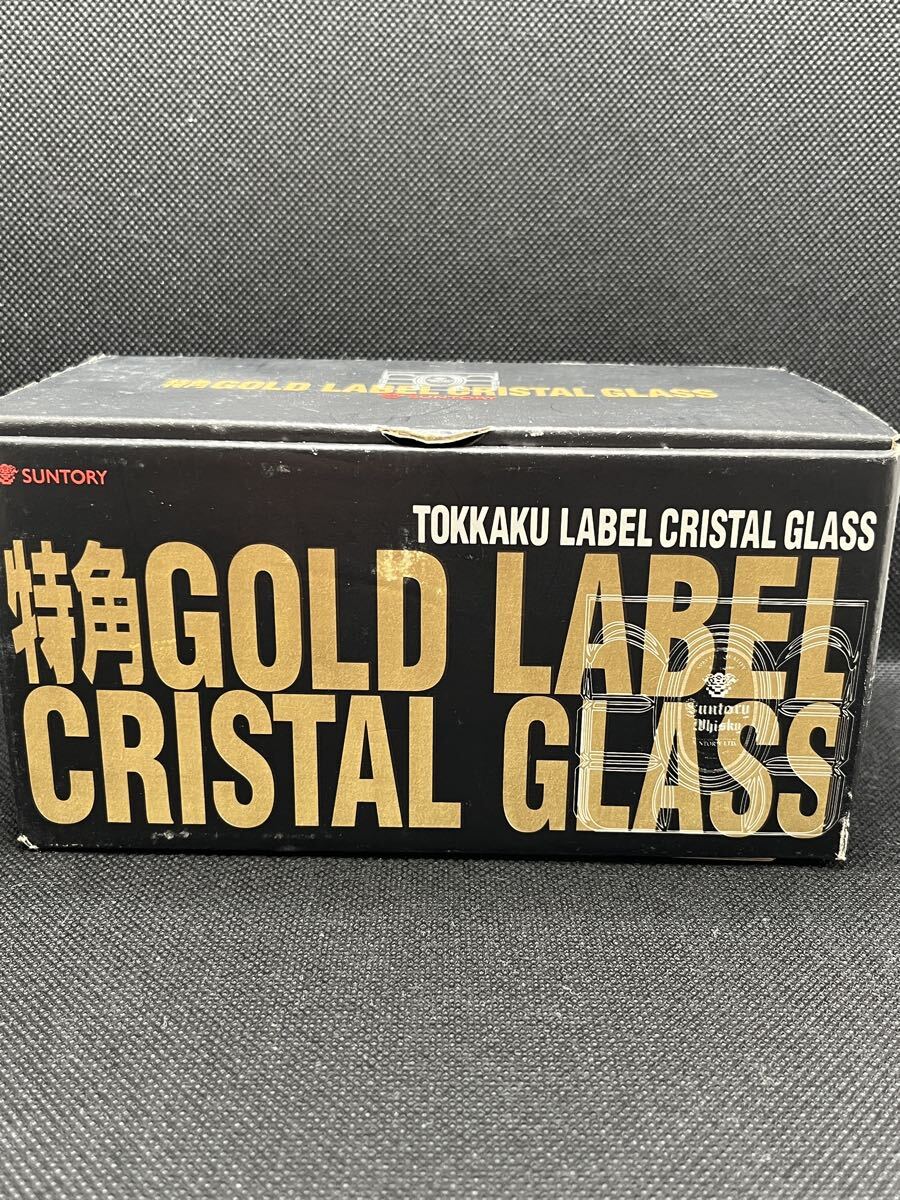 特角GOLD LABEL CRISTAL GLASS
SUNTORY
SUNTORY
TOKKAKU LABEL CRISTAL GLASS
特角GOLD LABEL
CRISTAL GLASS
Suntory
Whisky